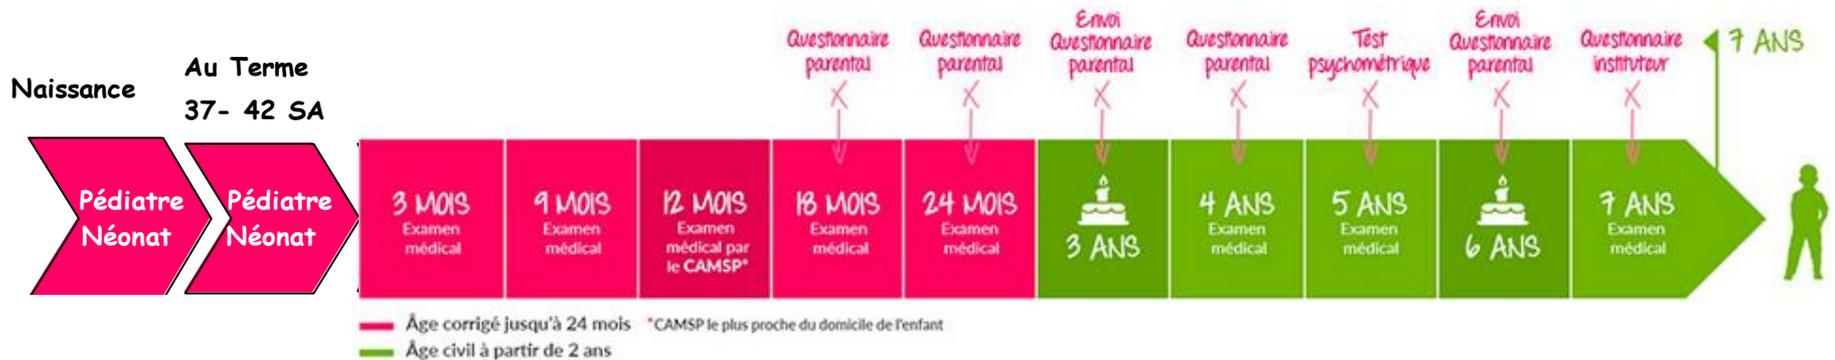 Naissance
Au Terme
37- 42 SA
Pédiatre
Néonat
Pédiatre
Néonat
3 MOIS
Examen
médical
9 MOIS
Examen
médical
12 MOIS
Examen
médical par
le CAMSP*
Questionnaire
parental
18 MOIS
Examen
médical
Questionnaire
parental
24 MOIS
Examen
médical
Envoi
Questionnaire
parental
3 ANS
Questionnaire
parental
4 ANS
Examen
médical
Test
psychométrique
5 ANS
Examen
médical
Envoi
Questionnaire
parental
6 ANS
Questionnaire
instituteur
7 ANS
Examen
médical
7 ANS
Âge corrigé jusqu'à 24 mois *CAMSP le plus proche du domicile de l'enfant
Âge civil à partir de 2 ans